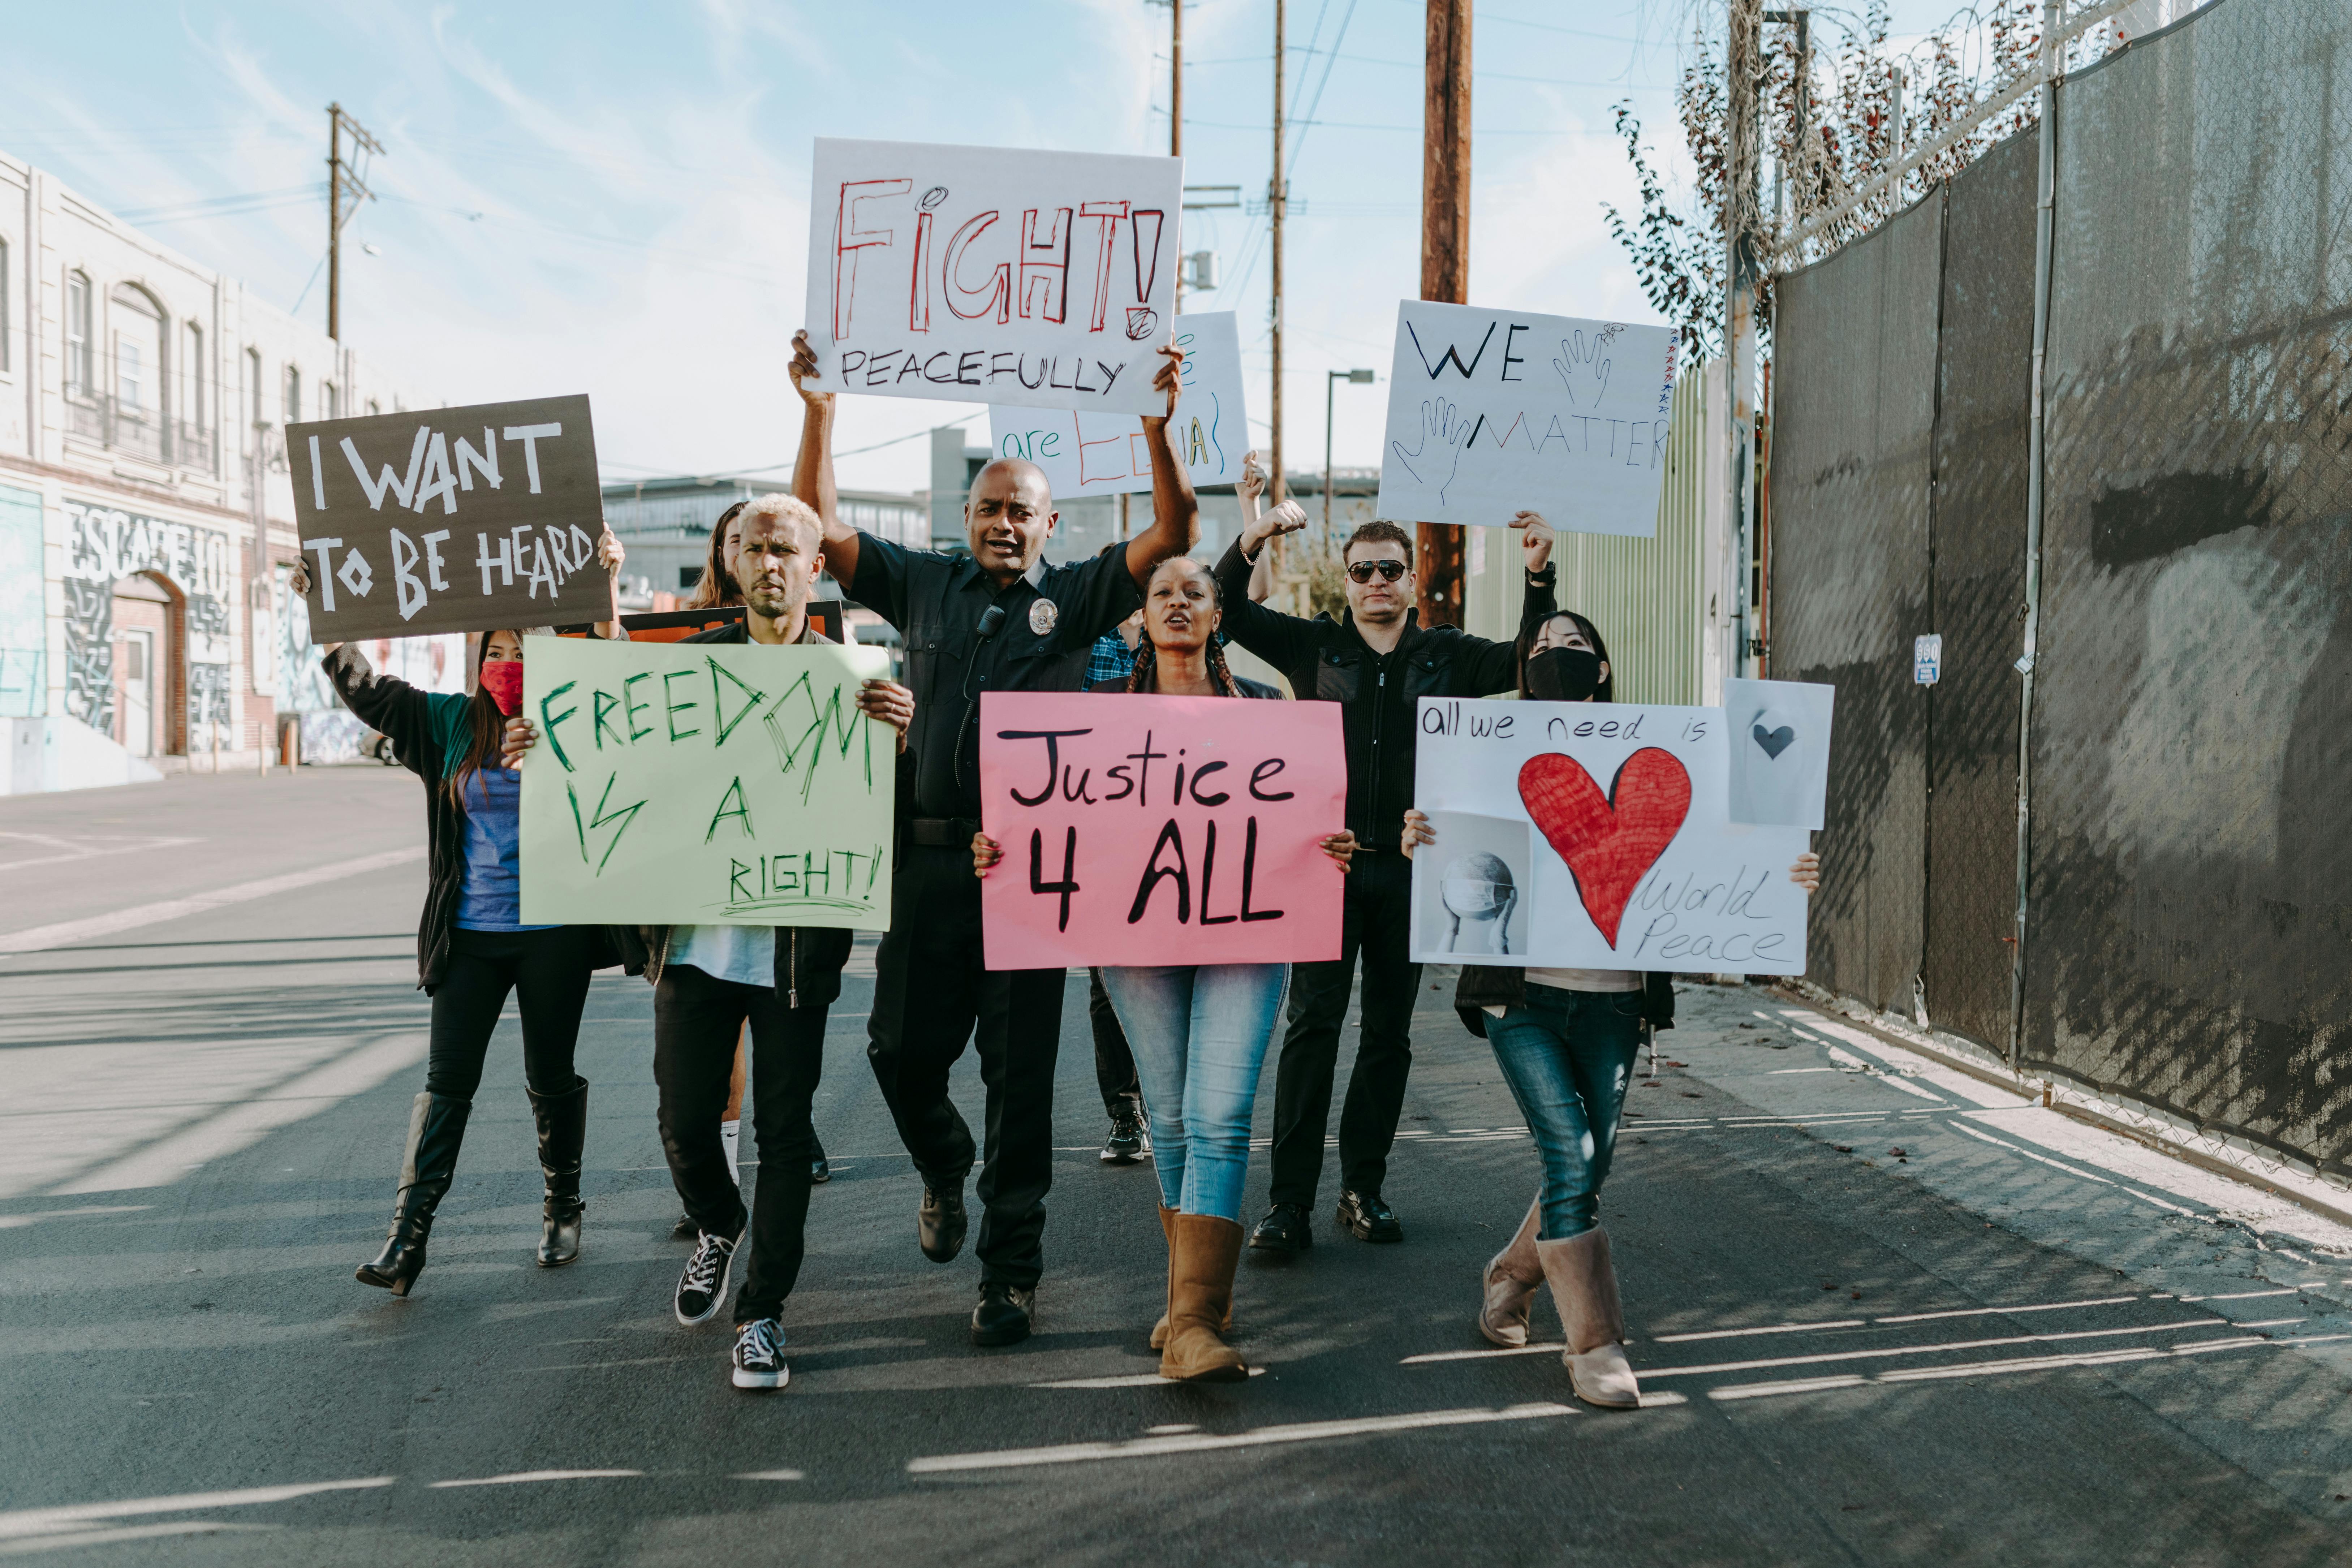 FiGHT!
PEACEFULLY
are EQUAL
WE
MATTER
I WANT
TO BE HEARD
ESCAPE
FREEDOM
IS A
RIGHT!
Justice
4 ALL
all we need is
World
Peace